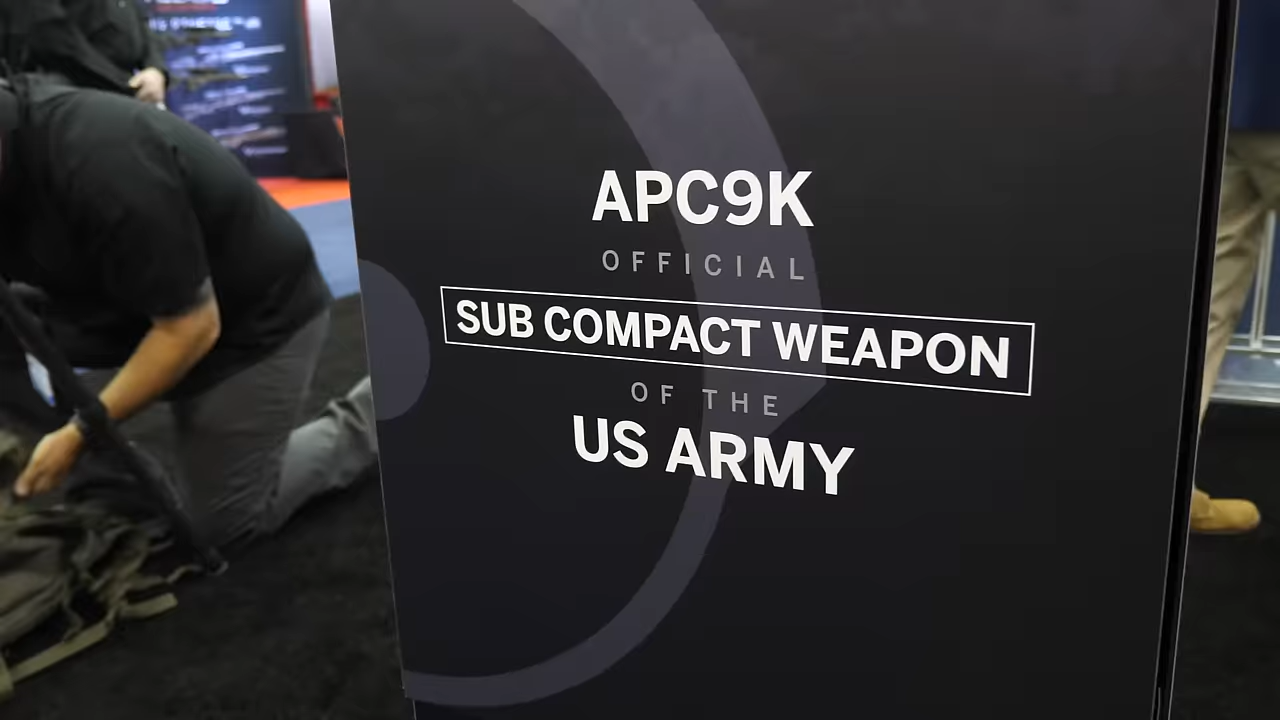 APC9K
OFFICIAL
SUB COMPACT WEAPON
OF THE
US ARMY